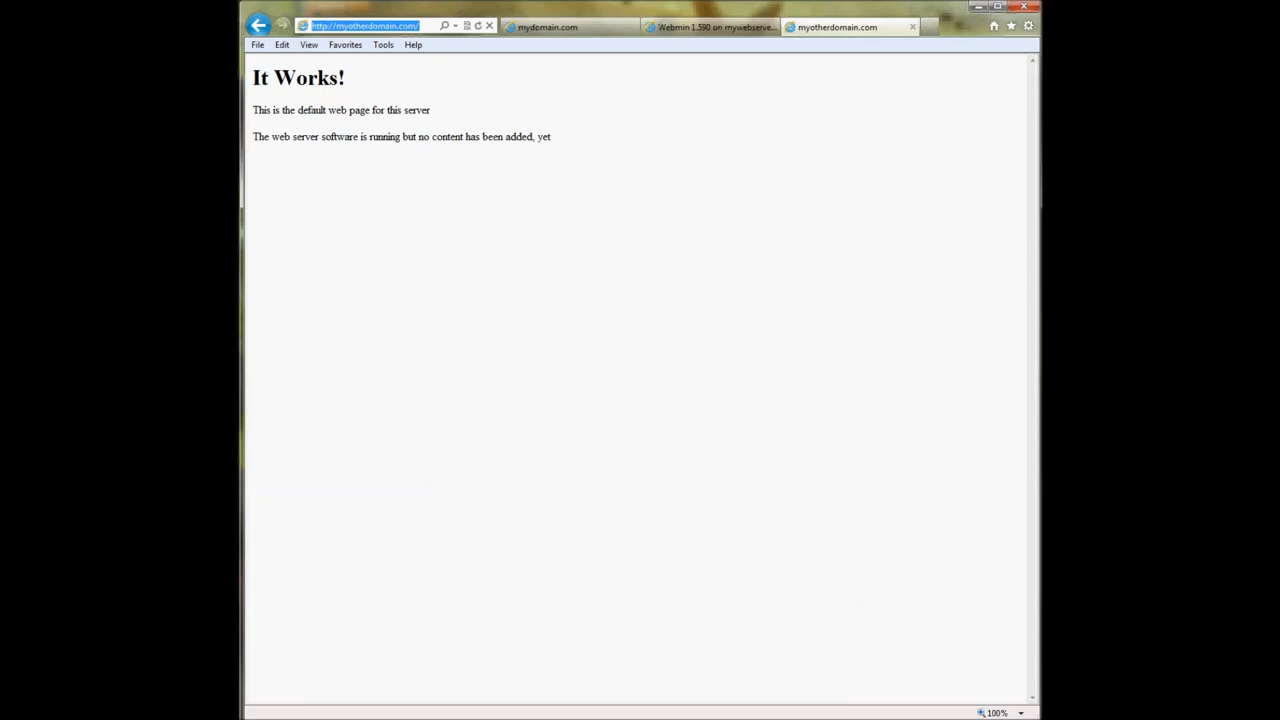 http://myotherdomain.com/
mydomain.com
Webmin 1.590 on mywebserve...
myotherdomain.com
File Edit View Favorites Tools Help
It Works!
This is the default web page for this server
The web server software is running but no content has been added, yet
100%